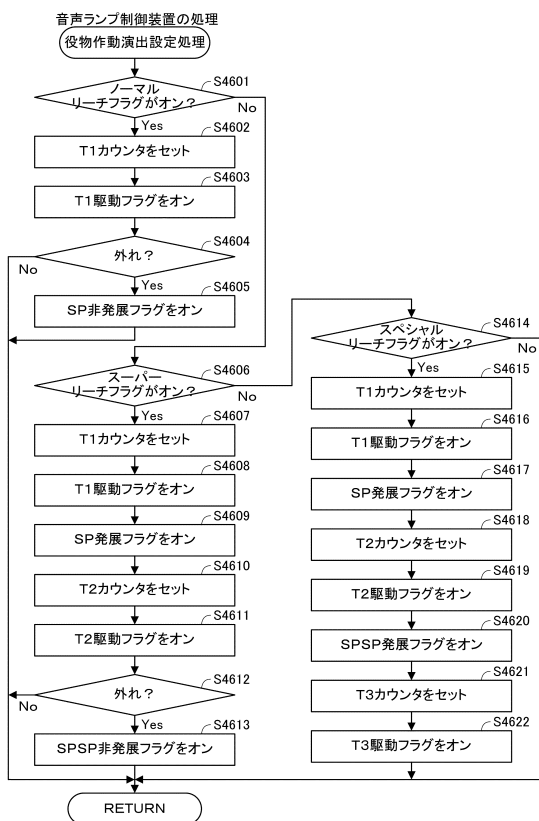 音声ランプ制御装置の処理
役物作動演出設定処理
S4601
ノーマル
リーチフラグがオン？
No
Yes
S4602
T1カウンタをセット
S4603
T1駆動フラグをオン
S4604
外れ？
No
Yes
S4605
SP非発展フラグをオン
S4606
スーパー
リーチフラグがオン？
No
Yes
S4607
T1カウンタをセット
S4608
T1駆動フラグをオン
S4609
SP発展フラグをオン
S4610
T2カウンタをセット
S4611
T2駆動フラグをオン
S4612
外れ？
No
Yes
S4613
SPSP非発展フラグをオン
S4614
スペシャル
リーチフラグがオン？
No
Yes
S4615
T1カウンタをセット
S4616
T1駆動フラグをオン
S4617
SP発展フラグをオン
S4618
T2カウンタをセット
S4619
T2駆動フラグをオン
S4620
SPSP発展フラグをオン
S4621
T3カウンタをセット
S4622
T3駆動フラグをオン
RETURN